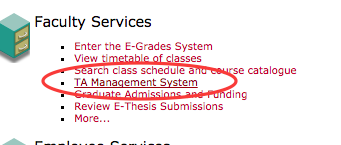 Faculty Services
Enter the E-Grades System
View timetable of classes
Search class schedule and course catalogue
TA Management System
Graduate Admissions and Funding
Review E-Thesis Submissions
More...
Employee Services